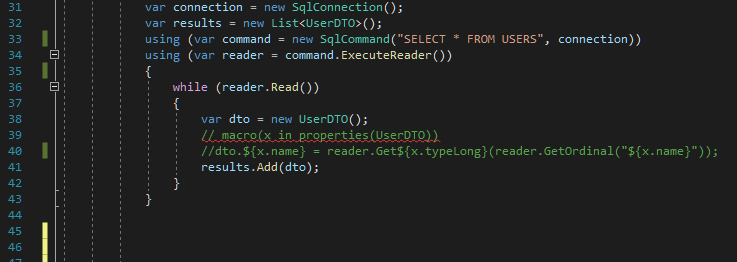 31 var connection = new SqlConnection();
32 var results = new List<UserDTO>();
33 using (var command = new SqlCommand("SELECT * FROM USERS", connection))
34 using (var reader = command.ExecuteReader())
35 {
36 while (reader.Read())
37 {
38 var dto = new UserDTO();
39 // macro(x in properties(UserDTO))
40 //dto.${x.name} = reader.Get${x.typeLong}(reader.GetOrdinal("${x.name}"));
41 results.Add(dto);
42 }
43 }
44
45
46
47